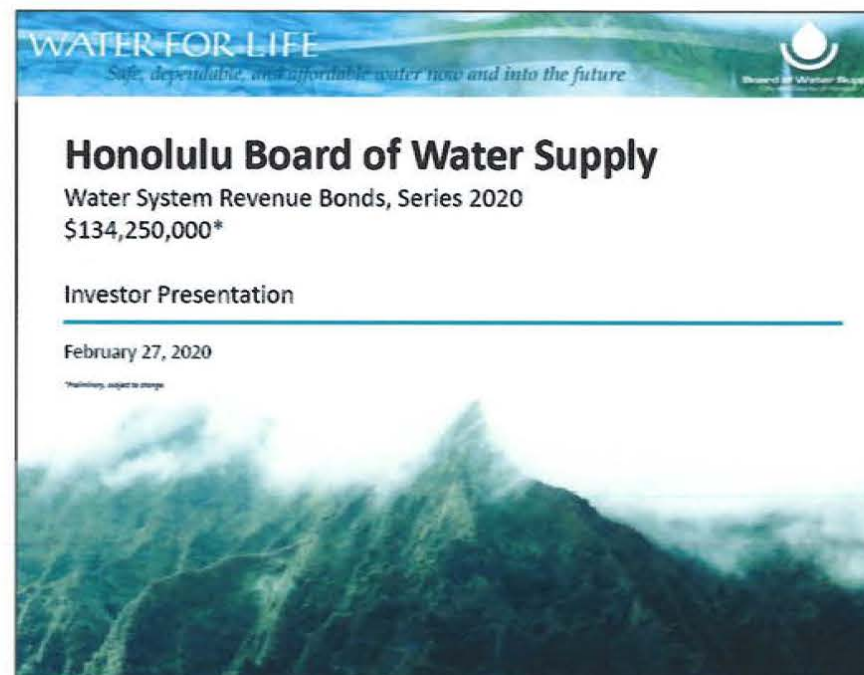 WATER FOR LIFE
Safe, dependable, and affordable water now and into the future
Board of Water Supply
Honolulu Board of Water Supply
Water System Revenue Bonds, Series 2020
$134,250,000*
Investor Presentation
February 27, 2020
*Preliminary, subject to change